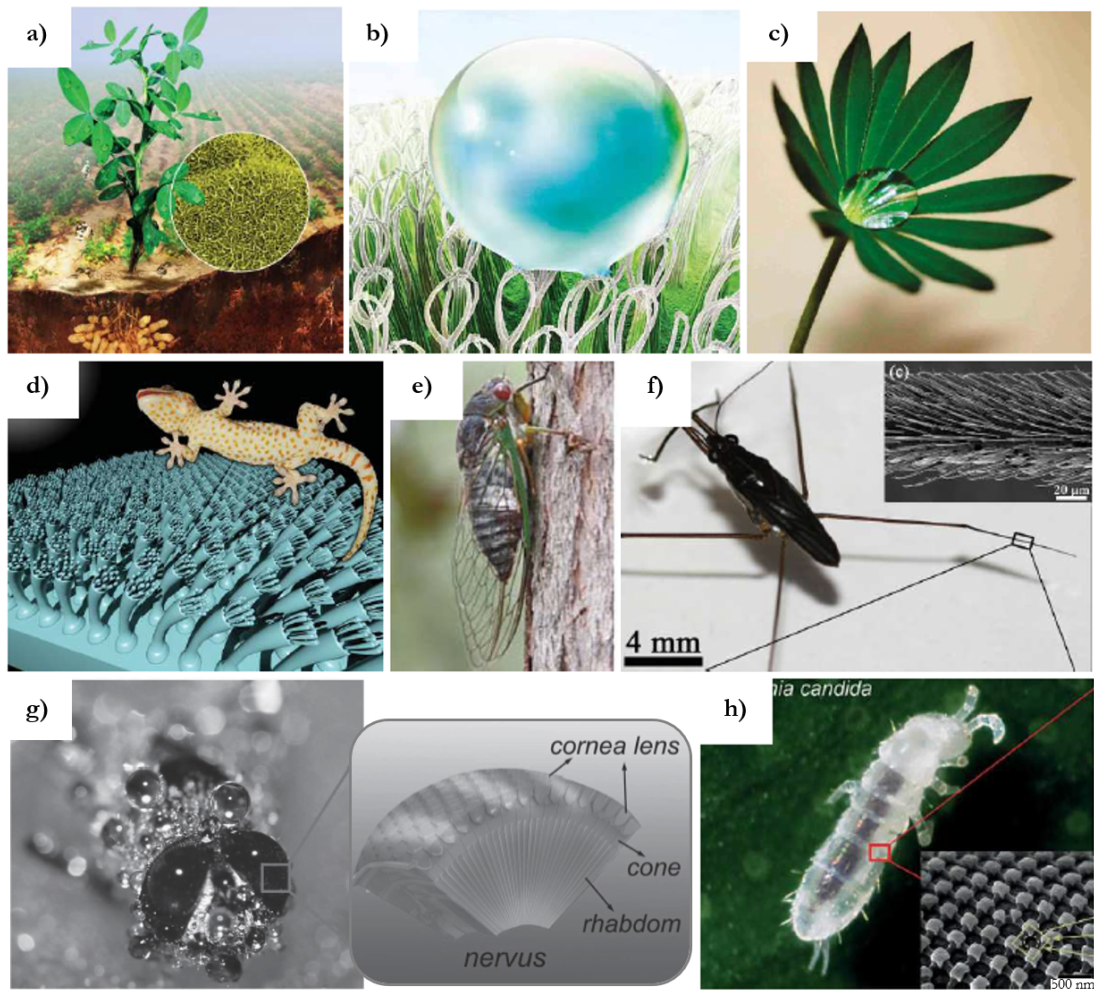 a)
b)
c)
d)
e)
f)
(c)
20 μm
4 mm
g)
cornea lens
cone
rhabdom
nervus
h)
nia candida
500 nm